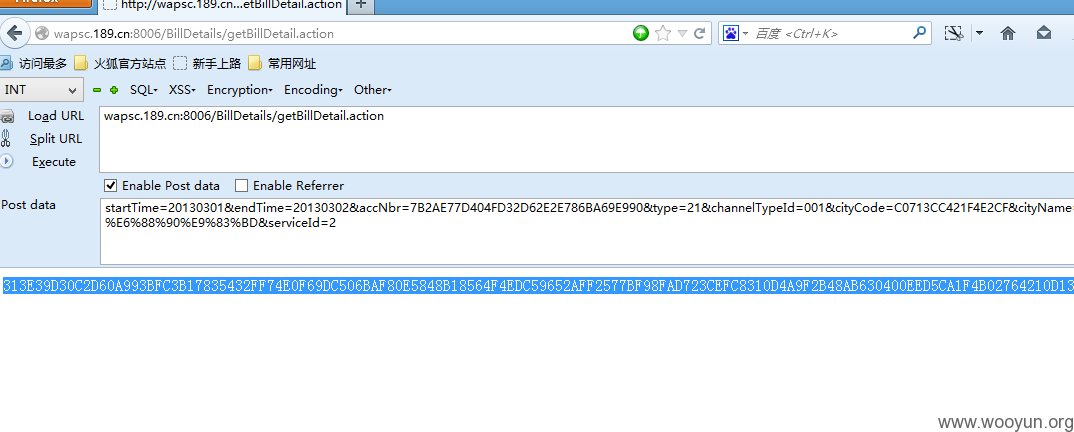 http://wapsc.189.cn...etBillDetail.action
wapsc.189.cn:8006/BillDetails/getBillDetail.action
百度 <Ctrl+K>
访问最多 火狐官方站点 新手上路 常用网址
INT SQL XSS Encryption Encoding Other
Load URL
wapsc.189.cn:8006/BillDetails/getBillDetail.action
Split URL
Execute
Enable Post data Enable Referrer
Post data
startTime=20130301&endTime=20130302&accNbr=7B2AE77D404FD32D62E2E786BA69E990&type=21&channelTypeId=001&cityCode=C0713CC421F4E2CF&cityName=
%E6%88%90%E9%83%BD&serviceId=2
313E39D30C2D60A993BFC3B17835432FF74E0F69DC506BAF80E5848B18564F4EDC59652AFF2577BF98FAD723CEFC8310D4A9F2B48AB630400EED5CA1F4B02764210D13
www.wooyun.org